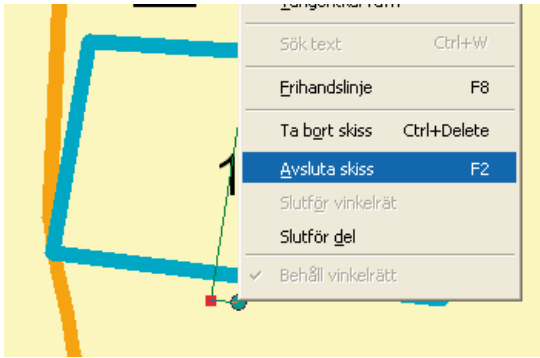 Sök text Ctrl+W
Frihandslinje F8
Ta bort skiss Ctrl+Delete
1
Avsluta skiss F2
Slutför vinkelrät
Slutför del
Behåll vinkelrätt